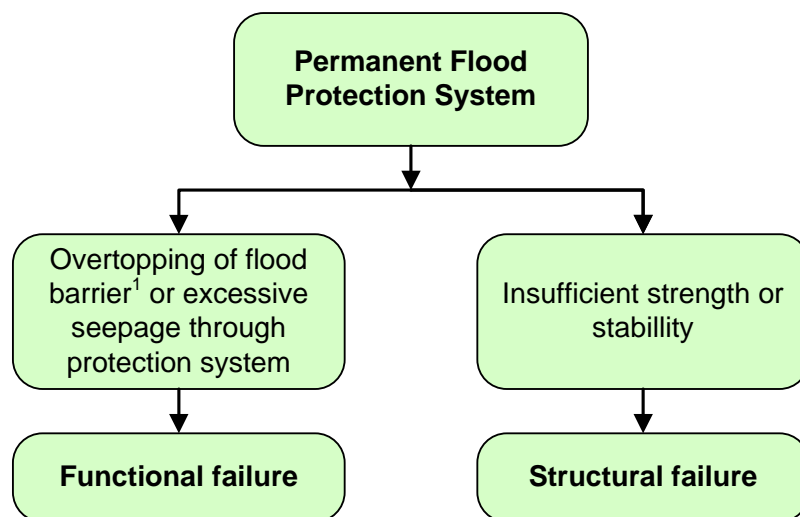 Permanent Flood
Protection System
Overtopping of flood
barrier¹ or excessive
seepage through
protection system
Insufficient strength or
stabillity
Functional failure
Structural failure